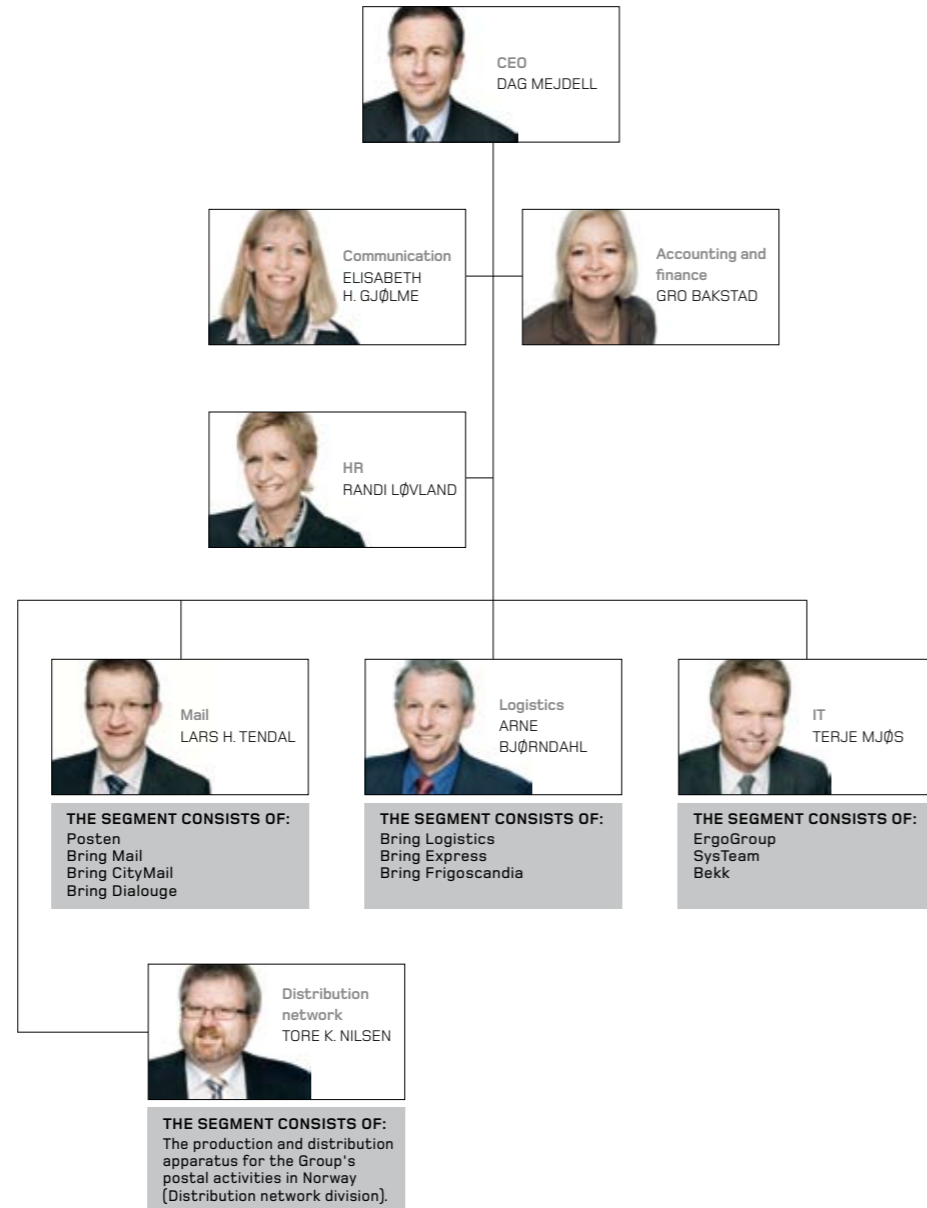 CEO
DAG MEJDELL
Communication
ELISABETH
H. GJØLME
Accounting and
finance
GRO BAKSTAD
HR
RANDI LØVLAND
Mail
LARS H. TENDAL
Logistics
ARNE
BJØRNDAHL
IT
TERJE MJØS
THE SEGMENT CONSISTS OF:
Posten
Bring Mail
Bring CityMail
Bring Dialouge
THE SEGMENT CONSISTS OF:
Bring Logistics
Bring Express
Bring Frigoscandia
THE SEGMENT CONSISTS OF:
ErgoGroup
SysTeam
Bekk
Distribution
network
TORE K. NILSEN
THE SEGMENT CONSISTS OF:
The production and distribution
apparatus for the Group's
postal activities in Norway
(Distribution network division).